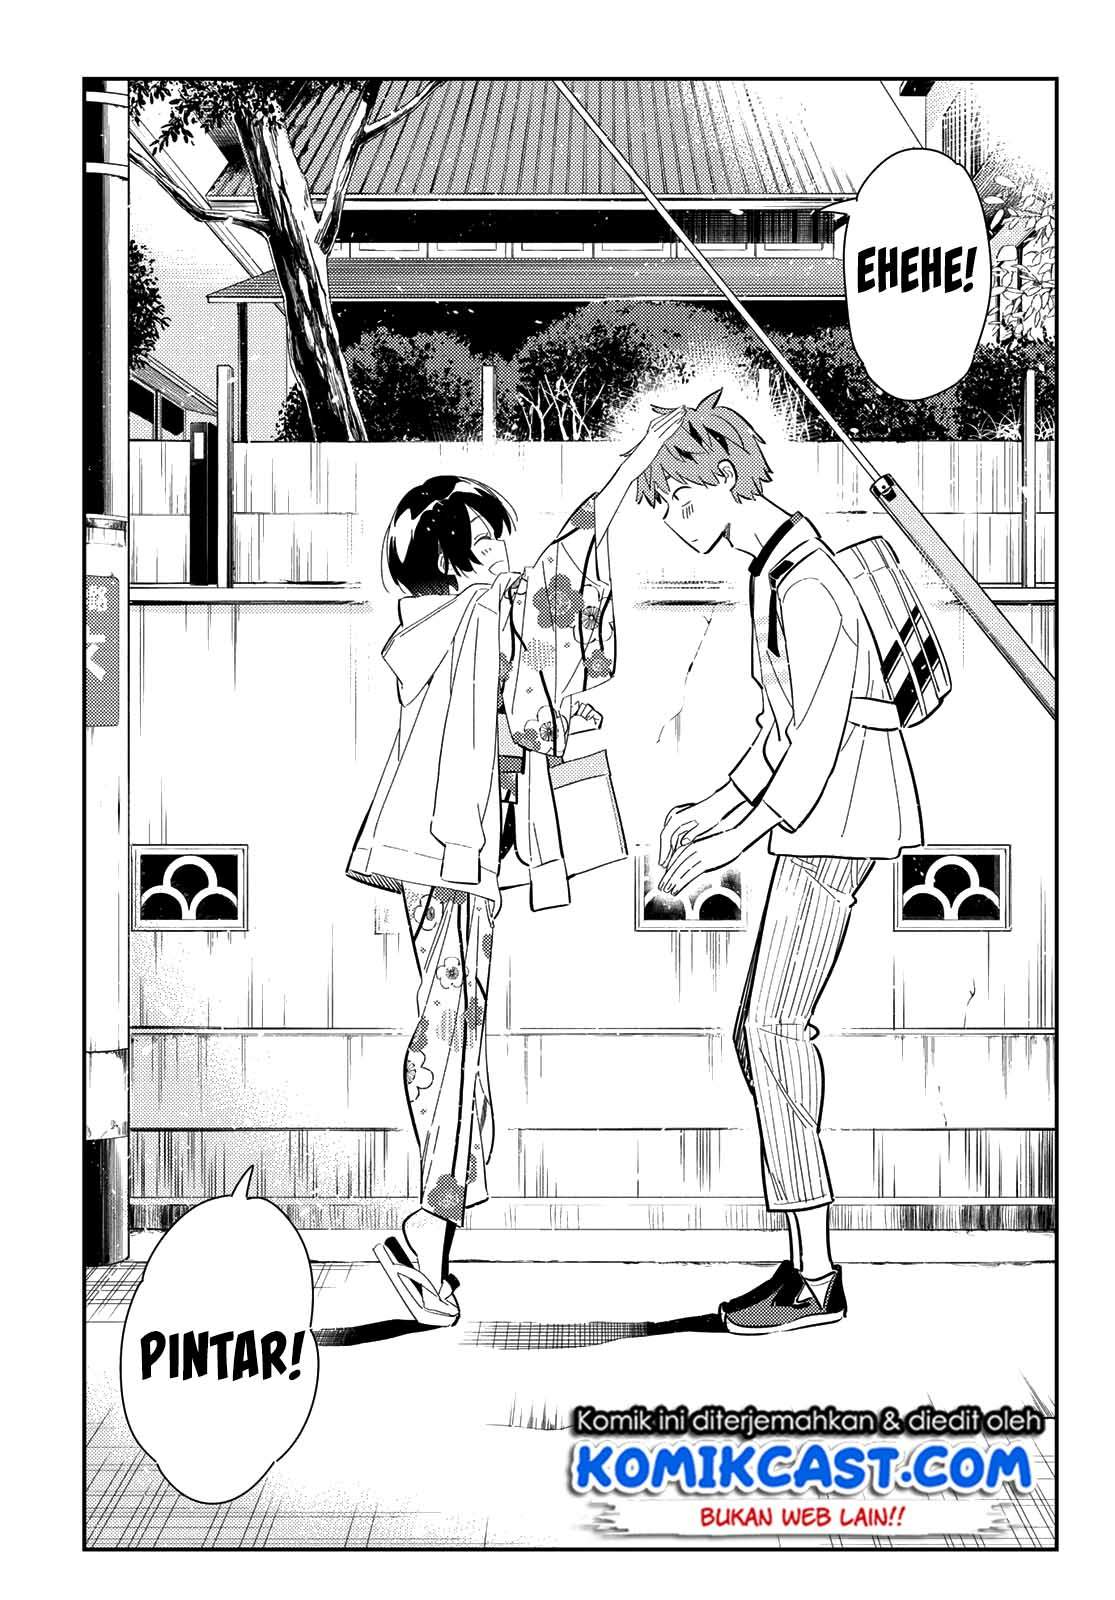 EHEHE!
PINTAR!
Komik ini diterjemahkan & diedit oleh
KOMIKCAST.COM
BUKAN WEB LAIN!!